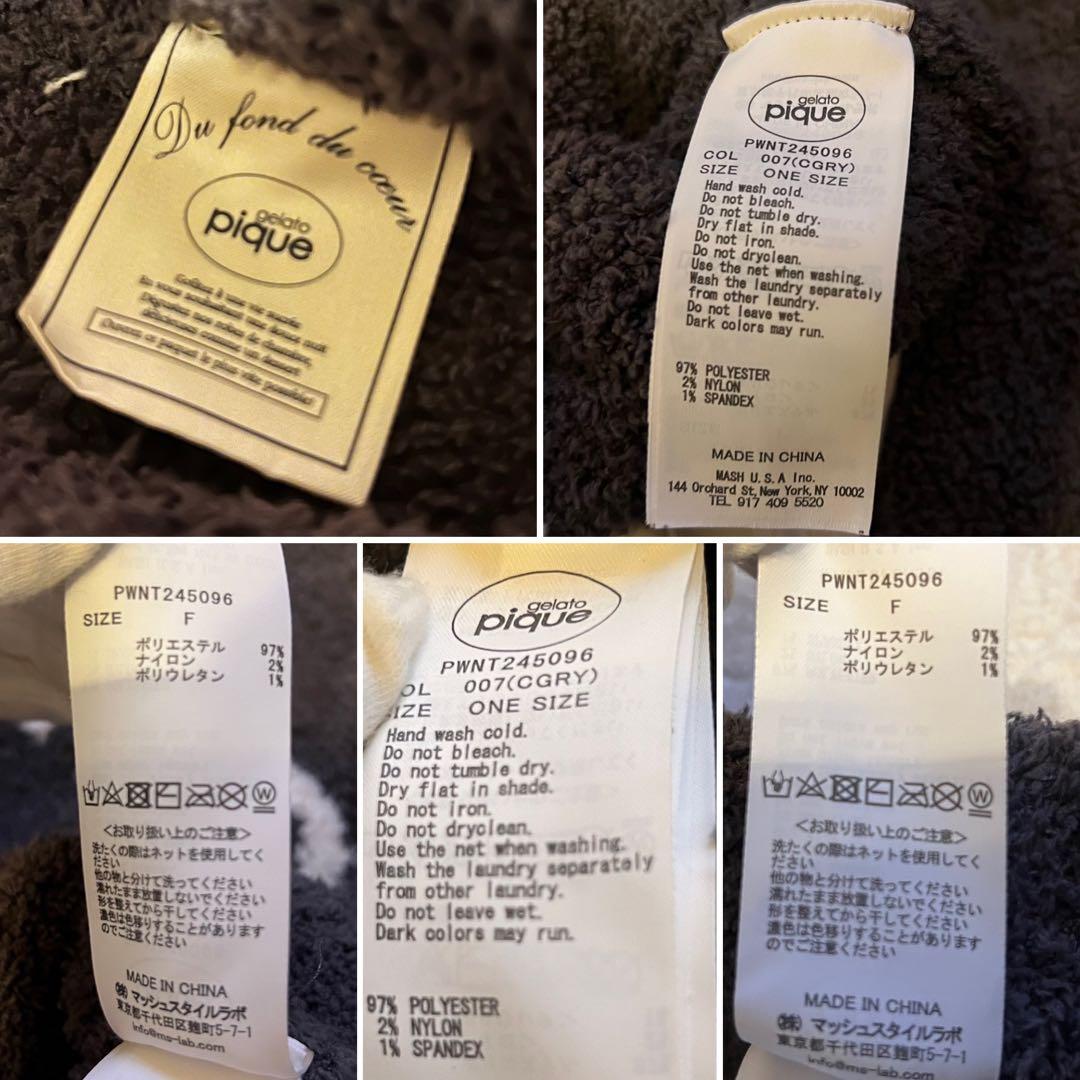 Du fond du cœur
gelato
pique
gelato
pique
PWNT245096
COL 007(CGRY)
SIZE ONE SIZE
Hand wash cold.
Do not bleach.
Do not tumble dry.
Dry flat in shade.
Do not iron.
Do not dryclean.
Use the net when washing.
Wash the laundry separately
from other laundry.
Do not leave wet.
Dark colors may run.
97% POLYESTER
2% NYLON
1% SPANDEX
MADE IN CHINA
MASH U.S.A Inc.
144 Orchard St, New York, NY 10002
TEL 917 409 5520
PWNT245096
SIZE F
ポリエステル 97%
ナイロン 2%
ポリウレタン 1%
W
<お取り扱い上のご注意>
洗たくの際はネットを使用してく
ださい
他の物と分けて洗ってください
濡れたまま放置しないでください
形を整えてから干してください
濃色は色移りすることがあります
のでご注意ください
MADE IN CHINA
㈱マッシュスタイルラボ
東京都千代田区麹町5-7-1
info@ms-lab.com
gelato
pique
PWNT245096
OL 007(CGRY)
IZE ONE SIZE
Hand wash cold.
Do not bleach.
Do not tumble dry.
Dry flat in shade.
Do not iron.
Do not dryclean.
Use the net when washing.
Wash the laundry separately
from other laundry.
Do not leave wet.
Dark colors may run.
97% POLYESTER
2% NYLON
1% SPANDEX
PWNT245096
SIZE F
ポリエステル 97%
ナイロン 2%
ポリウレタン 1%
W
<お取り扱い上のご注意>
洗たくの際はネットを使用してく
ださい
他の物と分けて洗ってください
濡れたまま放置しないでください
形を整えてから干してください
濃色は色移りすることがあります
のでご注意ください
MADE IN CHINA
㈱マッシュスタイルラボ
東京都千代田区麹町5-7-1
info@ms-lab.com